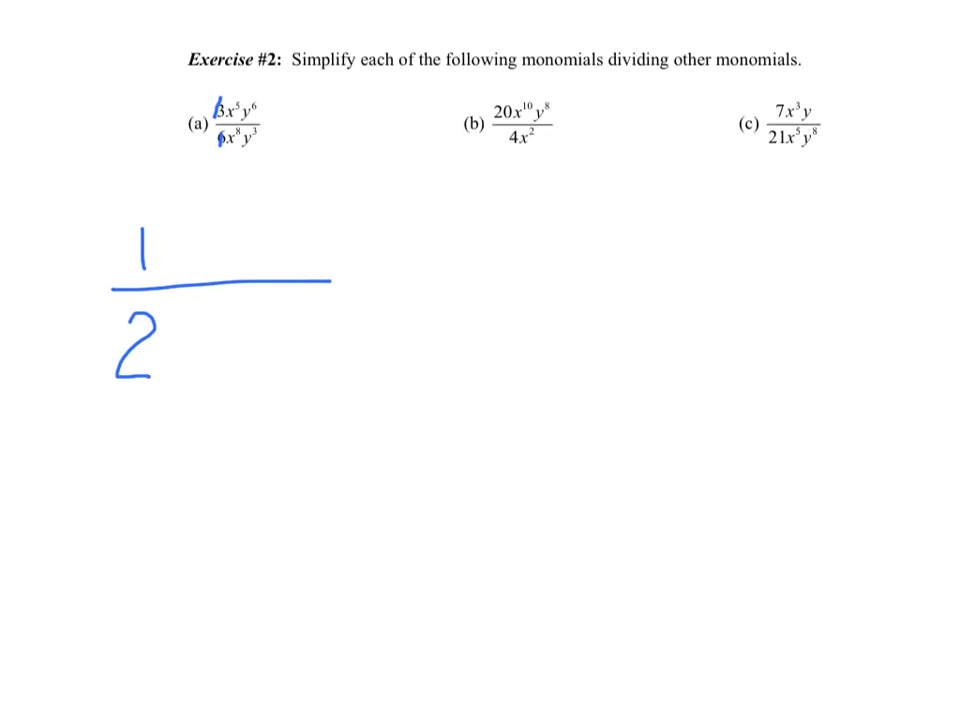 Exercise #2: Simplify each of the following monomials dividing other monomials.
(a) 3x⁵y⁶ / 6x⁸y³
(b) 20x¹⁰y⁸ / 4x²
(c) 7x³y / 21x⁵y⁸
1
2